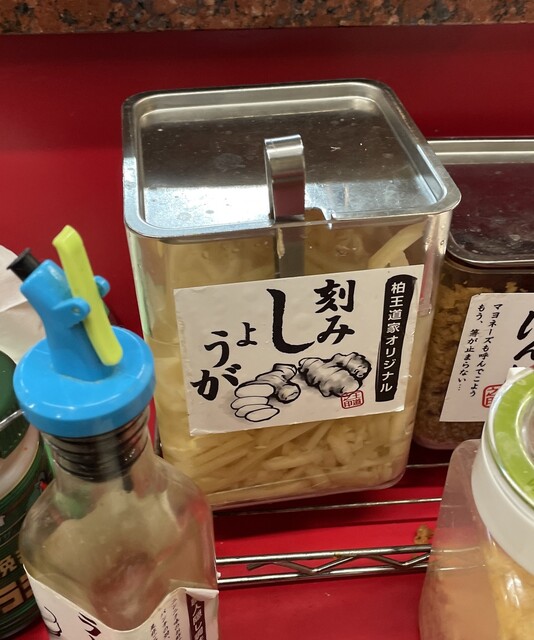 柏王道家オリジナル
刻み
しょうが
マヨネーズも呼んでこよう
もう、箸が止まらない…